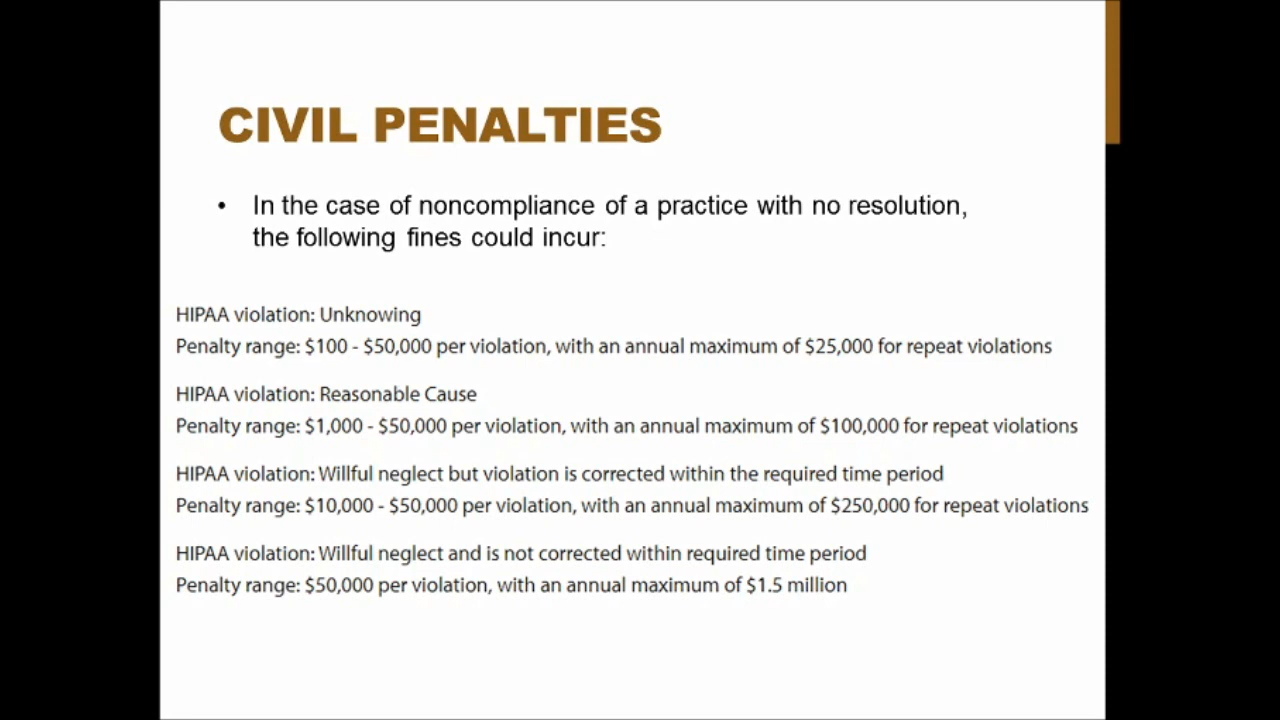 CIVIL PENALTIES
• In the case of noncompliance of a practice with no resolution,
the following fines could incur:
HIPAA violation: Unknowing
Penalty range: $100 - $50,000 per violation, with an annual maximum of $25,000 for repeat violations
HIPAA violation: Reasonable Cause
Penalty range: $1,000 - $50,000 per violation, with an annual maximum of $100,000 for repeat violations
HIPAA violation: Willful neglect but violation is corrected within the required time period
Penalty range: $10,000 - $50,000 per violation, with an annual maximum of $250,000 for repeat violations
HIPAA violation: Willful neglect and is not corrected within required time period
Penalty range: $50,000 per violation, with an annual maximum of $1.5 million